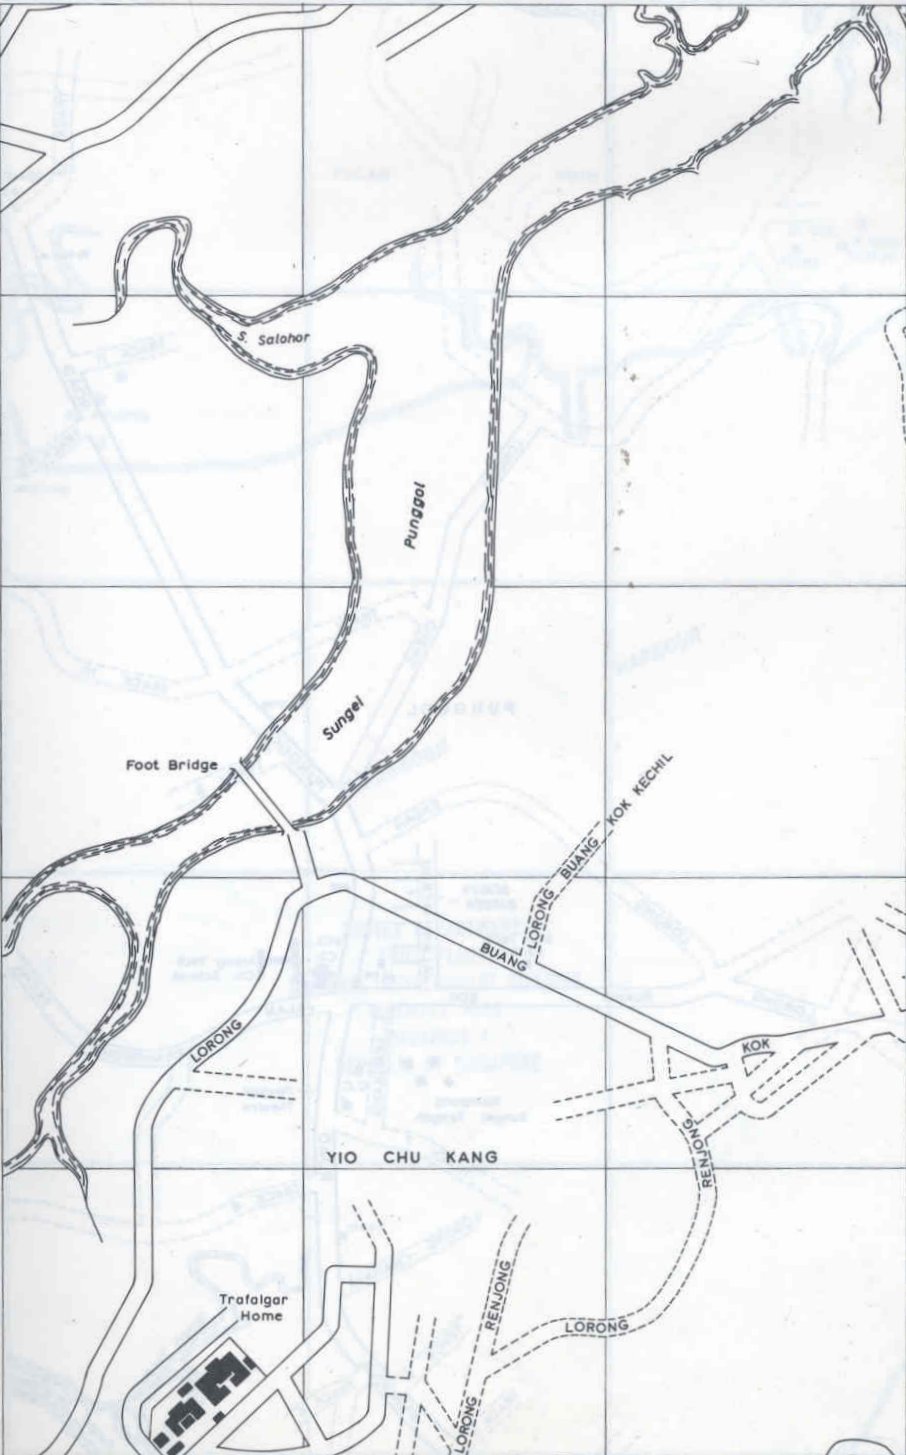 S. Salohor
Punggol
Sungei
Foot Bridge
LORONG BUANG KOK KECHIL
LORONG BUANG KOK
YIO CHU KANG
LORONG RENJONG
Trafalgar
Home
LORONG RENJONG